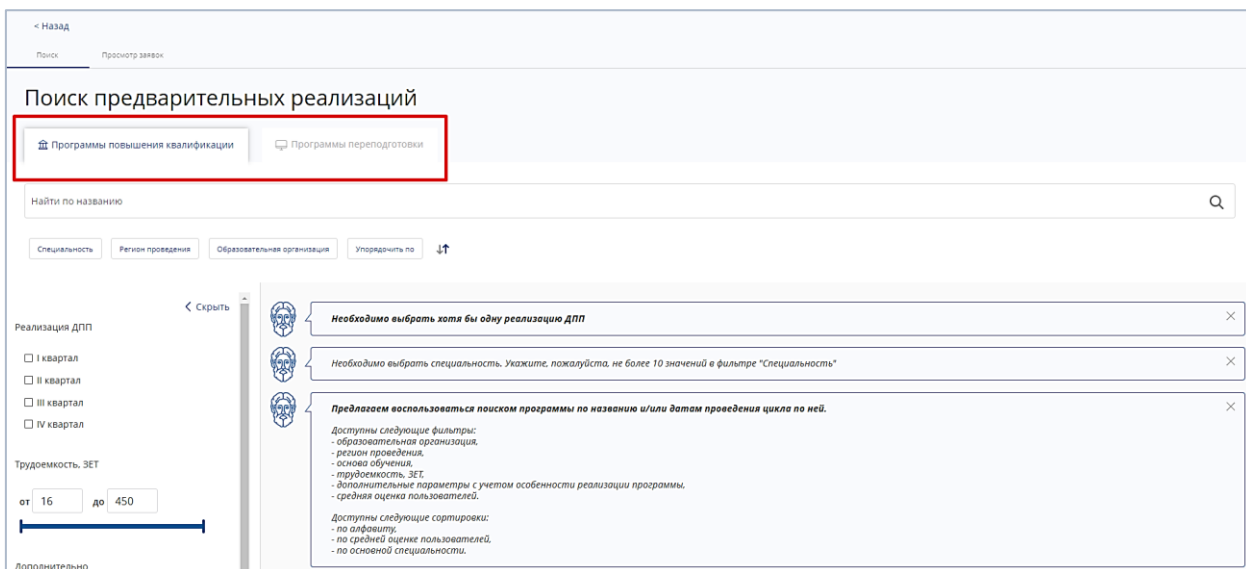 < Назад
Поиск Просмотр заявок
Поиск предварительных реализаций
Программы повышения квалификации Программы переподготовки
Найти по названию
Специальность Регион проведения Образовательная организация Упорядочить по
Скрыть
Реализация ДПП
I квартал
II квартал
III квартал
IV квартал
Трудоемкость, ЗЕТ
от 16 до 450
Дополнительно
Необходимо выбрать хотя бы одну реализацию ДПП
Необходимо выбрать специальность. Укажите, пожалуйста, не более 10 значений в фильтре "Специальность"
Предлагаем воспользоваться поиском программы по названию и/или датам проведения цикла по ней.
Доступны следующие фильтры:
- образовательная организация,
- регион проведения,
- основа обучения,
- трудоемкость, ЗЕТ,
- дополнительные параметры с учетом особенности реализации программы,
- средняя оценка пользователей.
Доступны следующие сортировки:
- по алфавиту,
- по средней оценке пользователей,
- по основной специальности.